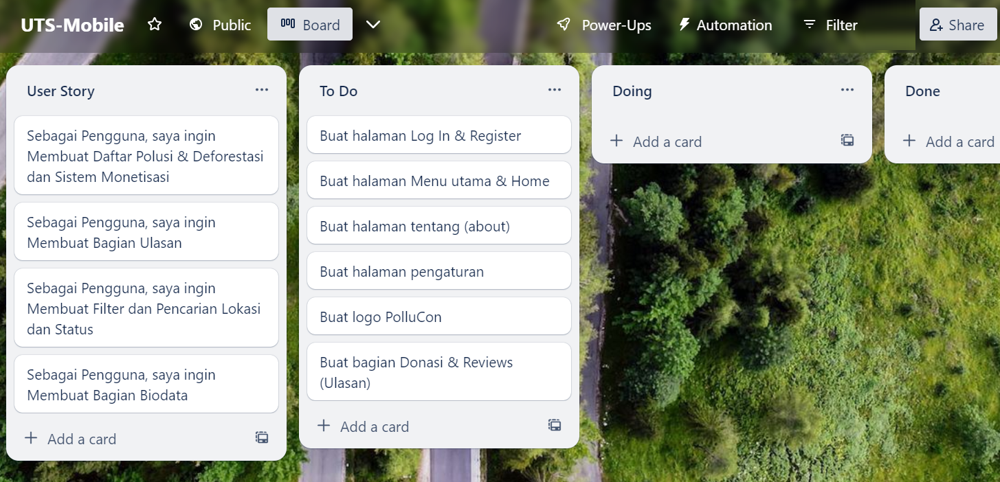 UTS-Mobile
Public
Board
Power-Ups
Automation
Filter
Share
User Story
Sebagai Pengguna, saya ingin
Membuat Daftar Polusi & Deforestasi
dan Sistem Monetisasi
Sebagai Pengguna, saya ingin
Membuat Bagian Ulasan
Sebagai Pengguna, saya ingin
Membuat Filter dan Pencarian Lokasi
dan Status
Sebagai Pengguna, saya ingin
Membuat Bagian Biodata
Add a card
To Do
Buat halaman Log In & Register
Buat halaman Menu utama & Home
Buat halaman tentang (about)
Buat halaman pengaturan
Buat logo PolluCon
Buat bagian Donasi & Reviews
(Ulasan)
Add a card
Doing
Add a card
Done
Add a card